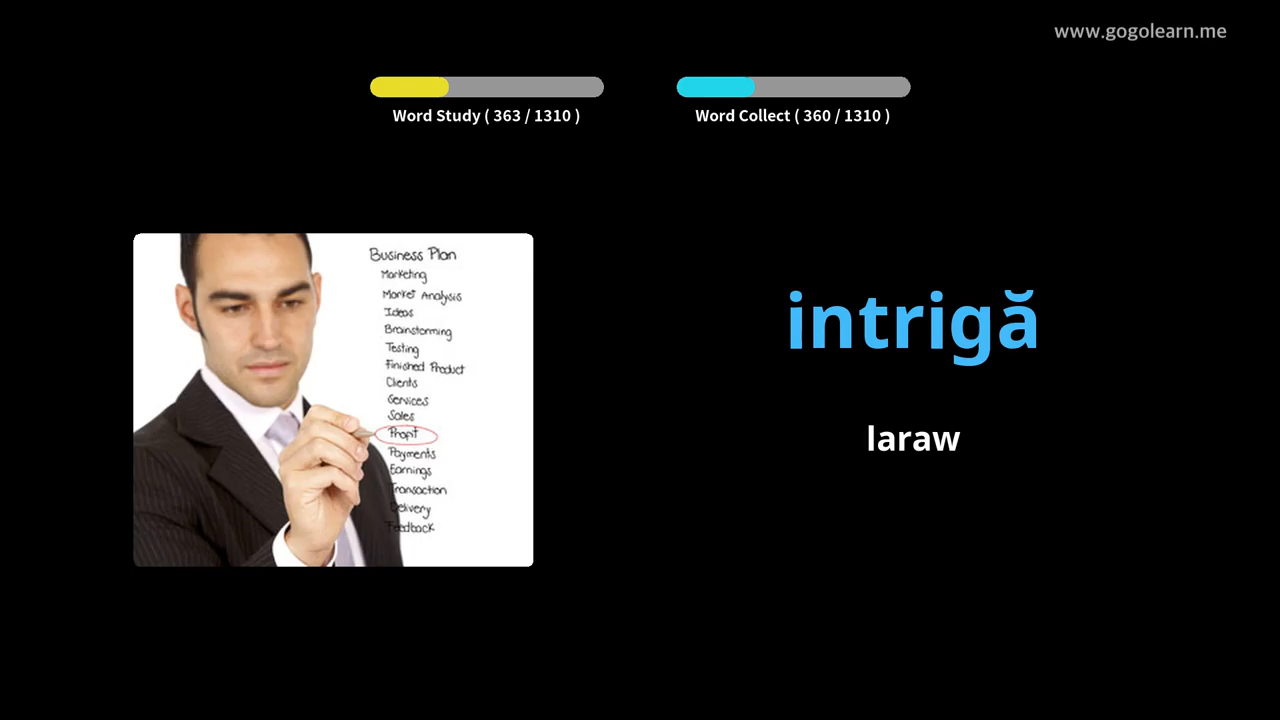 www.gogolearn.me
Word Study ( 363 / 1310 )
Word Collect ( 360 / 1310 )
Business Plan
Marketing
Market Analysis
Ideas
Brainstorming
Testing
Finished Product
Clients
Services
Sales
Profit
Payments
Earnings
Transaction
Delivery
Feedback
intrigă
laraw